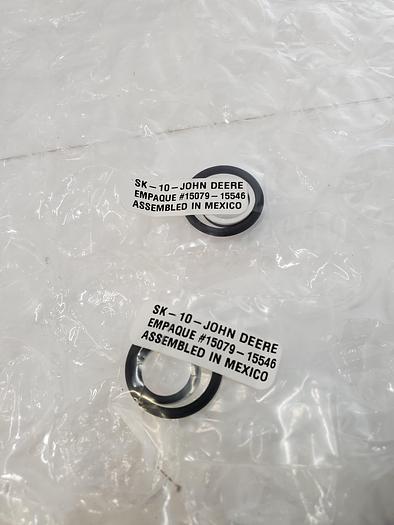 SK-10-JOHN DEERE
EMPAQUE #15079-15546
ASSEMBLED IN MEXICO
SK-10-JOHN DEERE
EMPAQUE #15079-15546
ASSEMBLED IN MEXICO